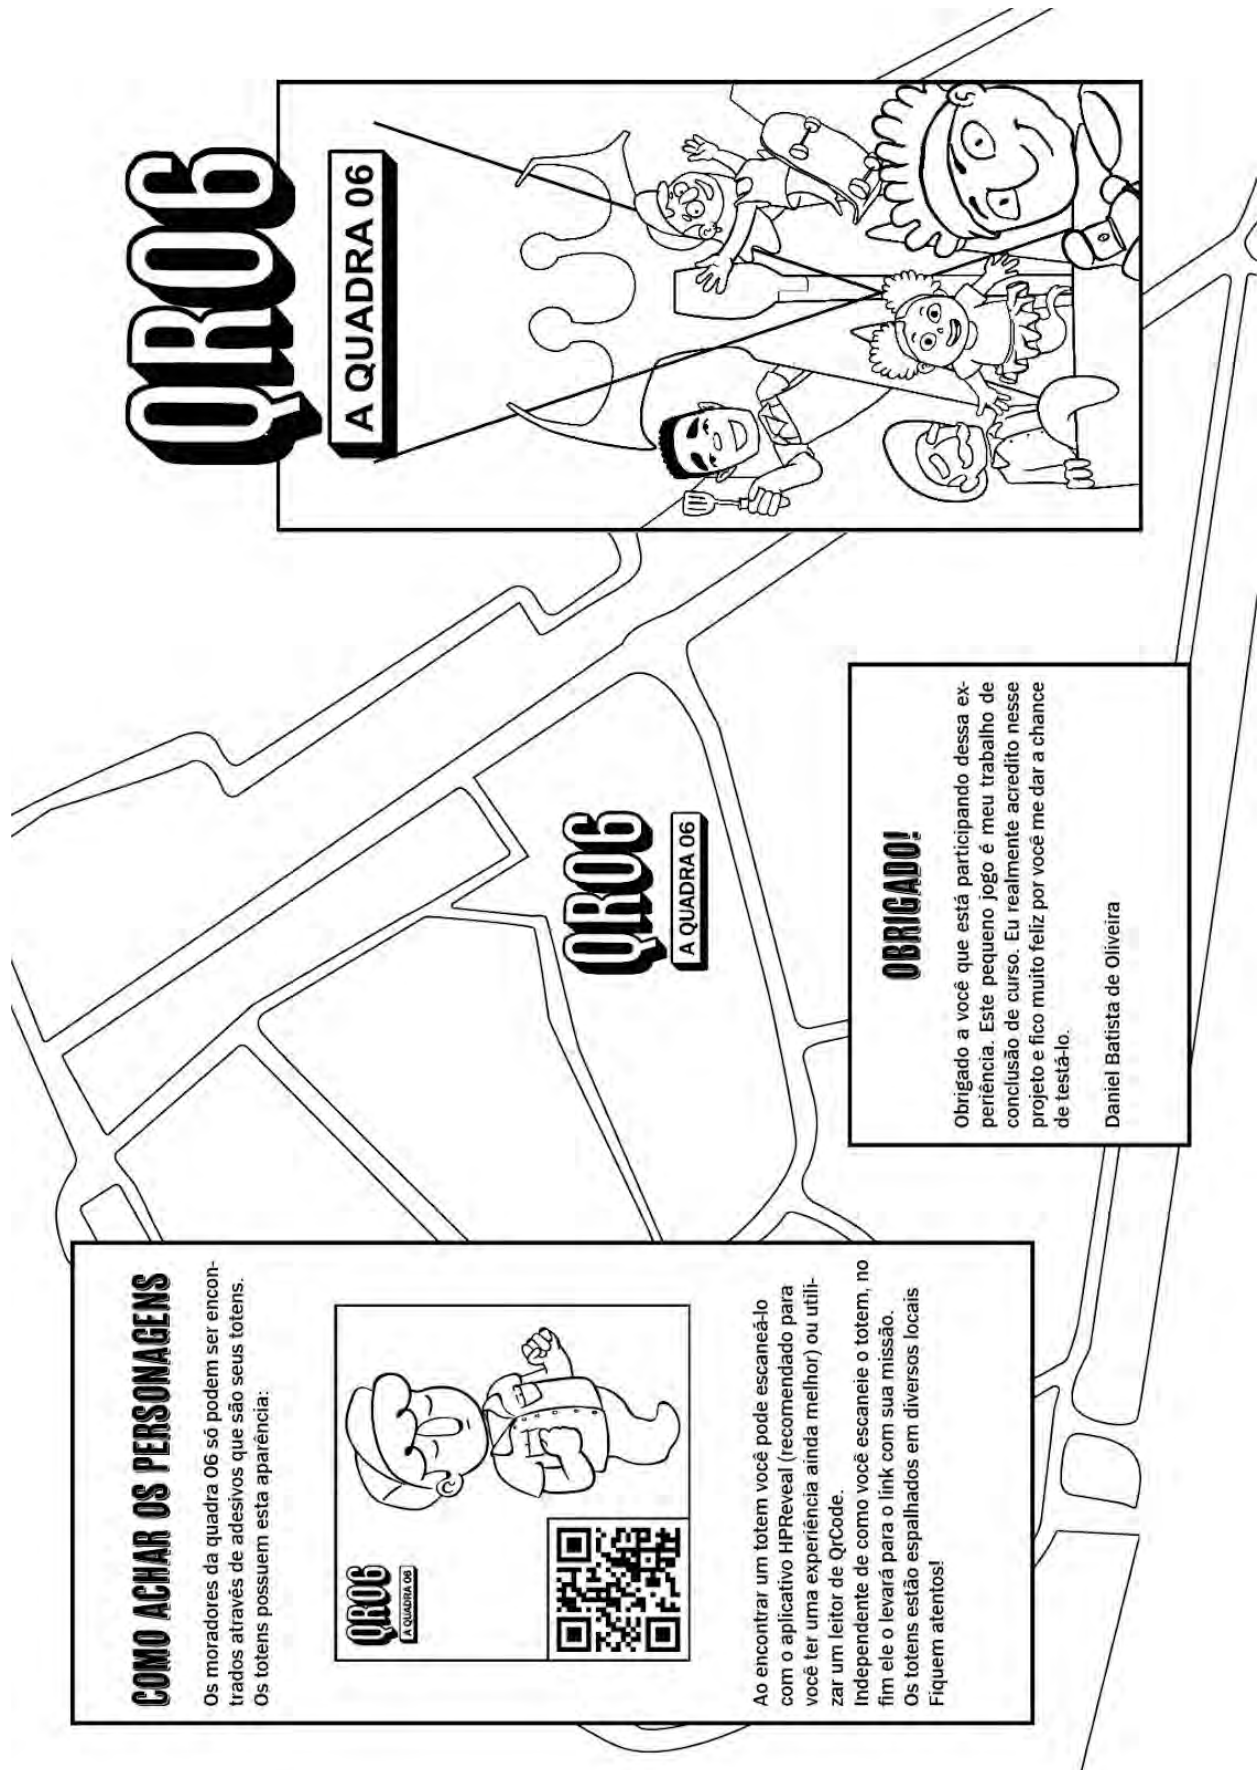 COMO ACHAR OS PERSONAGENS
Os moradores da quadra 06 só podem ser encon-
trados através de adesivos que são seus totens.
Os totens possuem esta aparência:
QR06
A QUADRA 06
Ao encontrar um totem você pode escaneá-lo
com o aplicativo HPReveal (recomendado para
você ter uma experiência ainda melhor) ou utili-
zar um leitor de QrCode.
Independente de como você escaneie o totem, no
fim ele o levará para o link com sua missão.
Os totens estão espalhados em diversos locais
Fiquem atentos!
QR06
A QUADRA 06
OBRIGADO!
Obrigado a você que está participando dessa ex-
periência. Este pequeno jogo é meu trabalho de
conclusão de curso. Eu realmente acredito nesse
projeto e fico muito feliz por você me dar a chance
de testá-lo.
Daniel Batista de Oliveira
QR06
A QUADRA 06